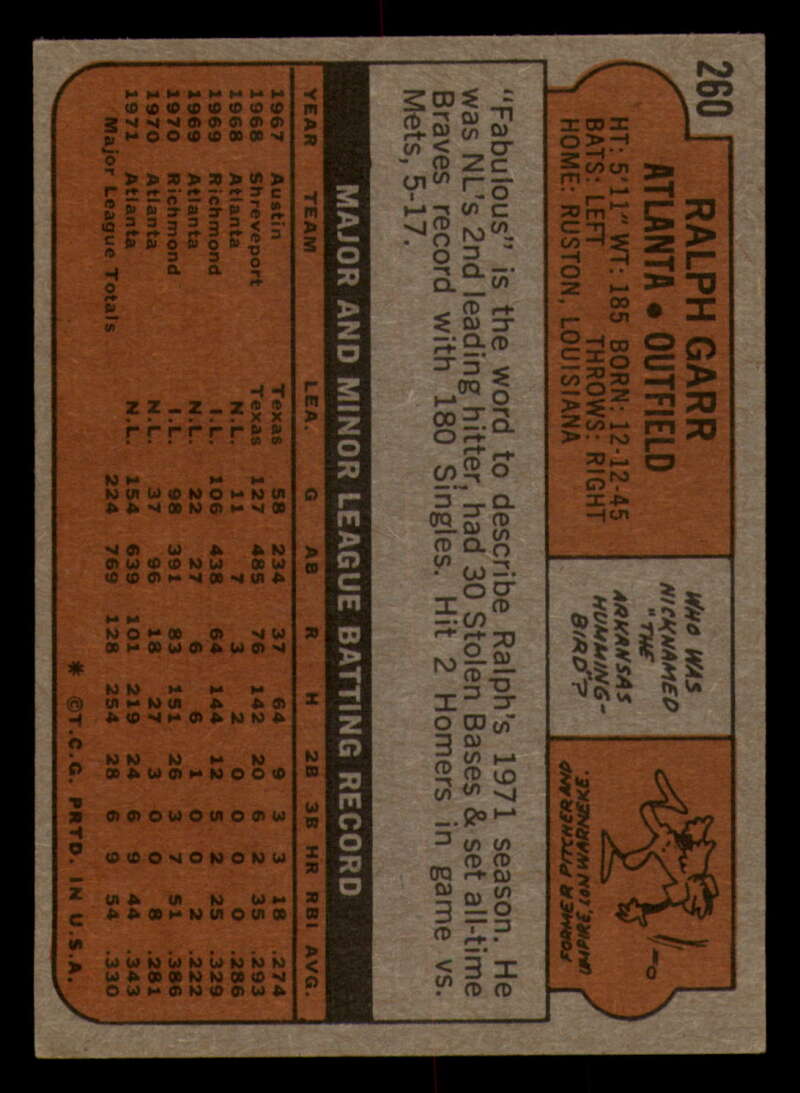 260
RALPH GARR
ATLANTA • OUTFIELD
HT: 5'11" WT: 185 BORN: 12-12-45
BATS: LEFT THROWS: RIGHT
HOME: RUSTON, LOUISIANA
WHO WAS
NICKNAMED
"THE
ARKANSAS
HUMMING-
BIRD"?
FORMER PITCHER AND
UMPIRE, LON WARNEKE.
"Fabulous" is the word to describe Ralph's 1971 season. He
was NL's 2nd leading hitter, had 30 Stolen Bases & set all-time
Braves record with 180 Singles. Hit 2 Homers in game vs.
Mets, 5-17.
MAJOR AND MINOR LEAGUE BATTING RECORD
YEAR TEAM LEA. G AB R H 2B 3B HR RBI AVG.
1967 Austin Texas 58 234 37 64 9 3 3 18 .274
1968 Shreveport Texas 127 485 76 142 20 6 2 35 .293
1968 Atlanta N.L. 11 7 3 2 0 0 0 0 .286
1969 Richmond I.L. 106 438 64 144 12 5 2 25 .329
1969 Atlanta N.L. 22 27 6 6 1 0 0 2 .222
1970 Richmond I.L. 98 391 83 151 26 3 7 51 .386
1970 Atlanta N.L. 37 96 18 27 3 0 0 8 .281
1971 Atlanta N.L. 154 639 101 219 24 6 9 44 .343
Major League Totals 224 769 128 254 28 6 9 54 .330
* ©T.C.G. PRTD. IN U.S.A.